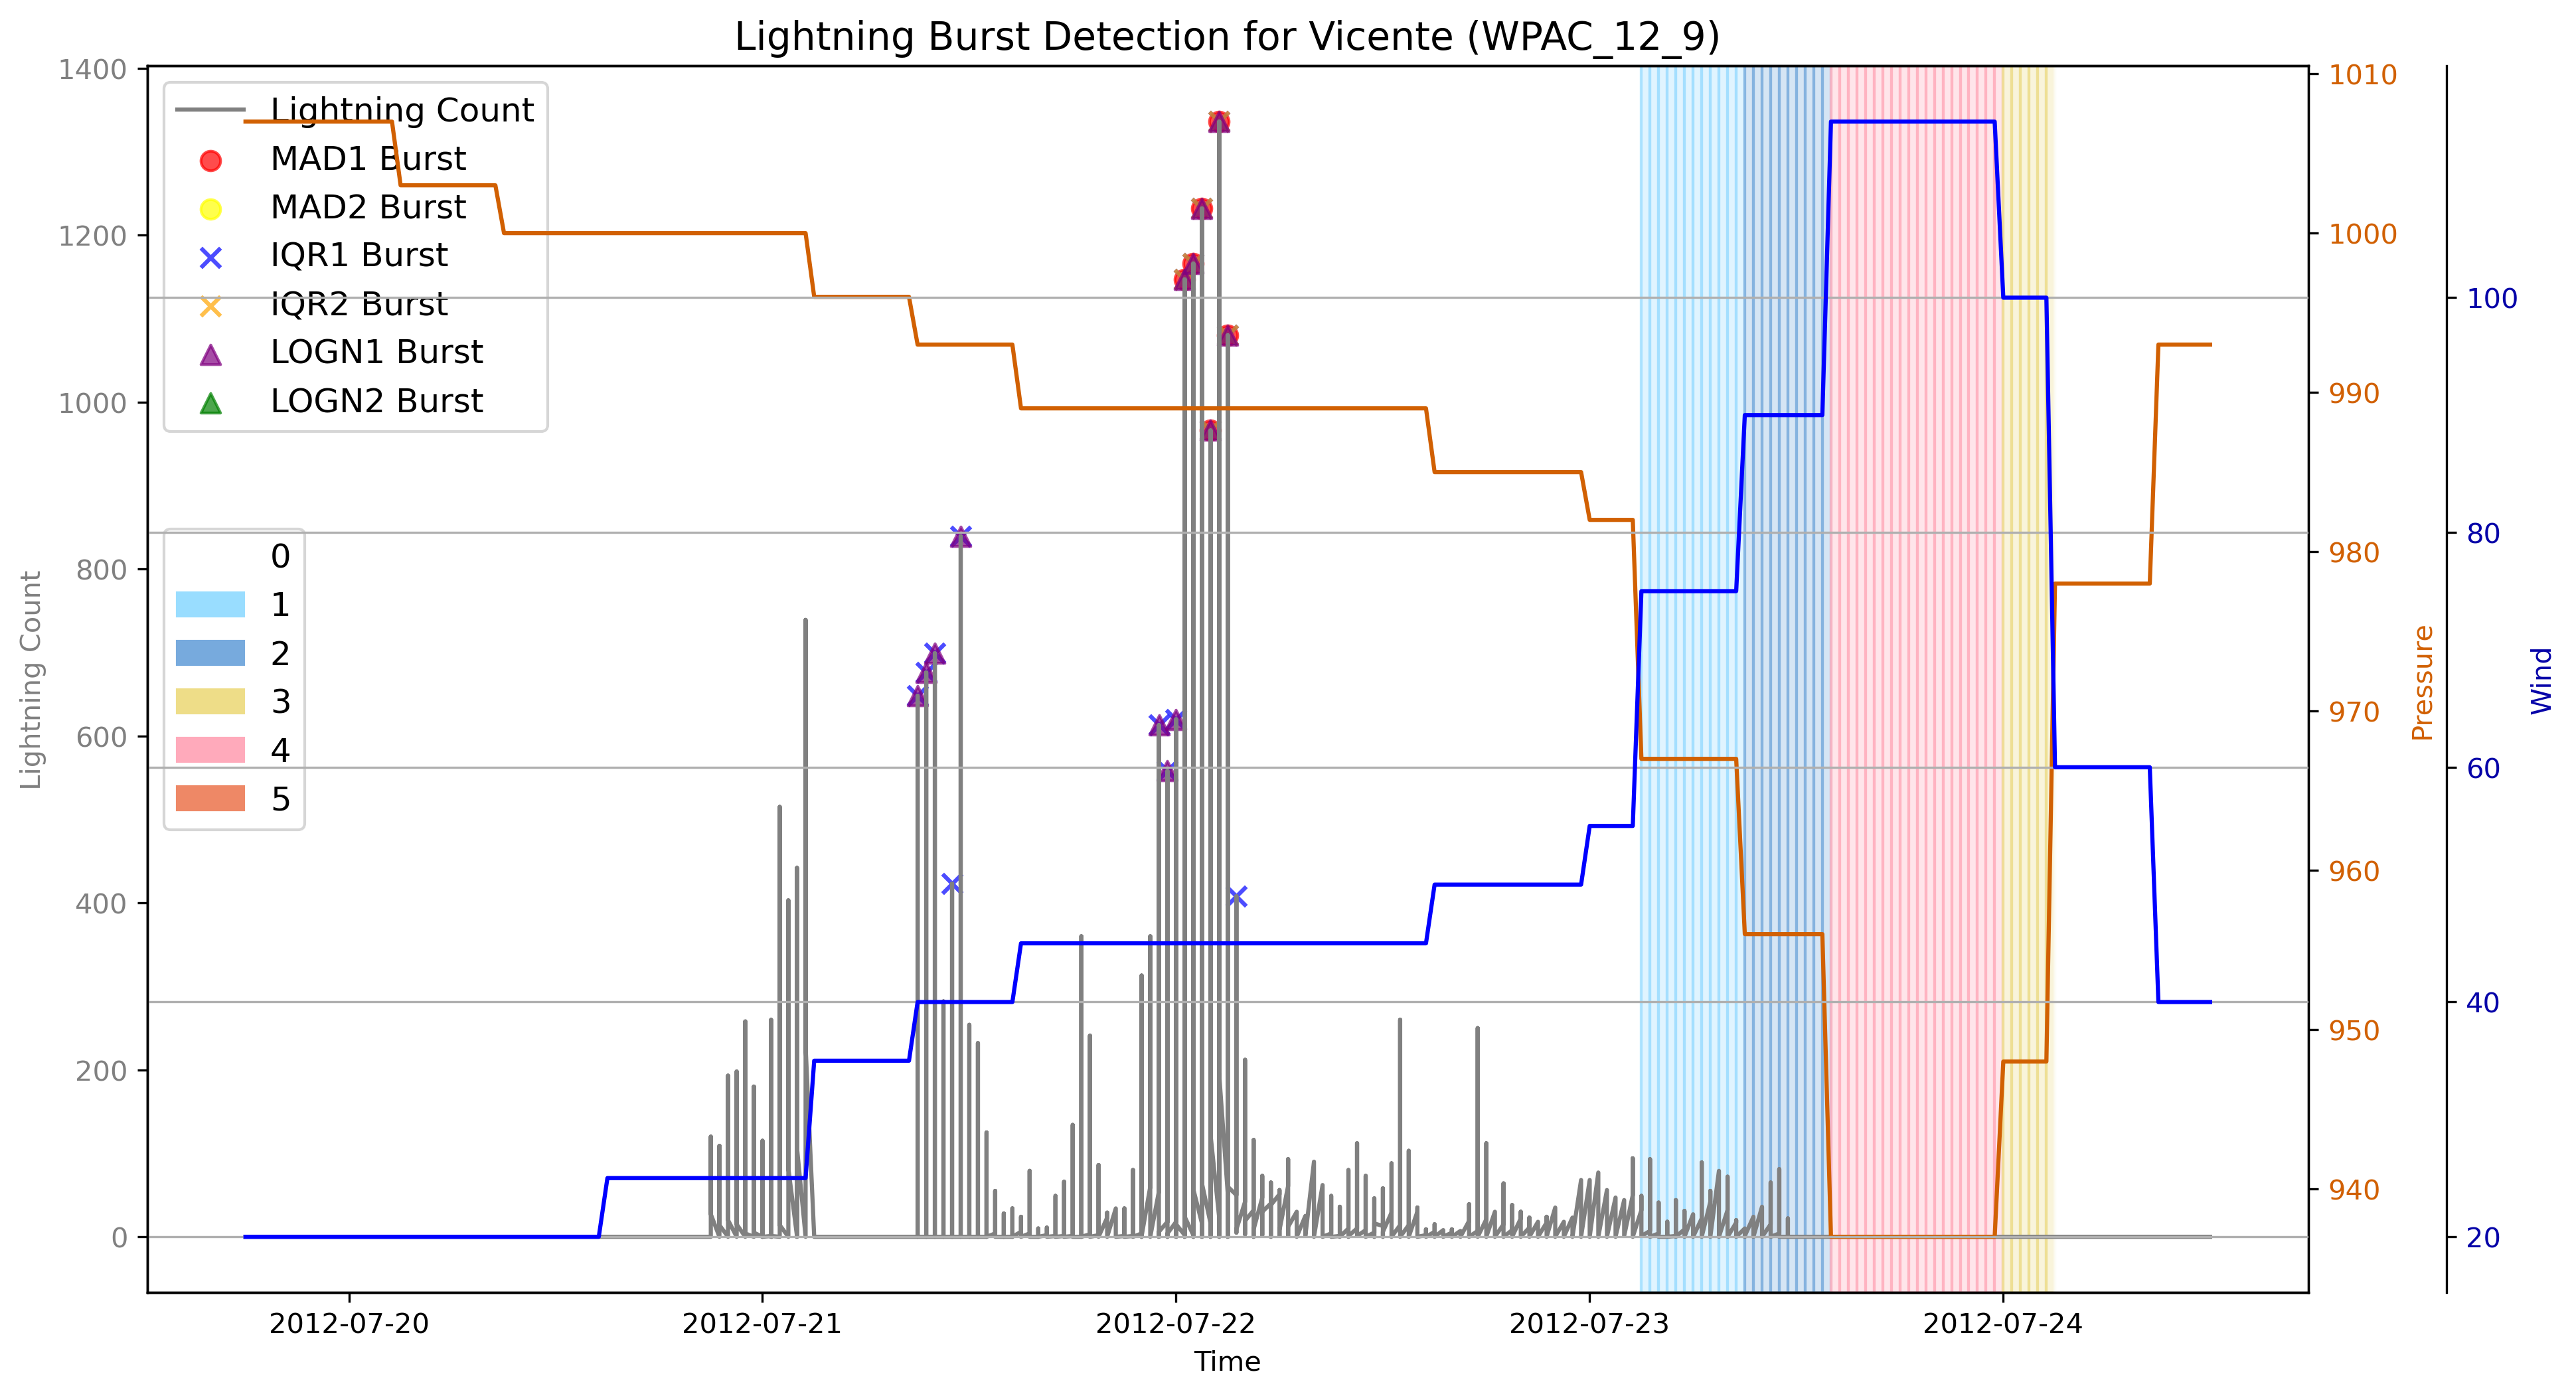 Lightning Burst Detection for Vicente (WPAC_12_9)
Lightning Count
MAD1 Burst
MAD2 Burst
IQR1 Burst
IQR2 Burst
LOGN1 Burst
LOGN2 Burst
0
1
2
3
4
5
Lightning Count
1400
1200
1000
800
600
400
200
0
1010
1000
990
980
970
960
950
940
Pressure
100
80
60
40
20
Wind
2012-07-20
2012-07-21
2012-07-22
2012-07-23
2012-07-24
Time